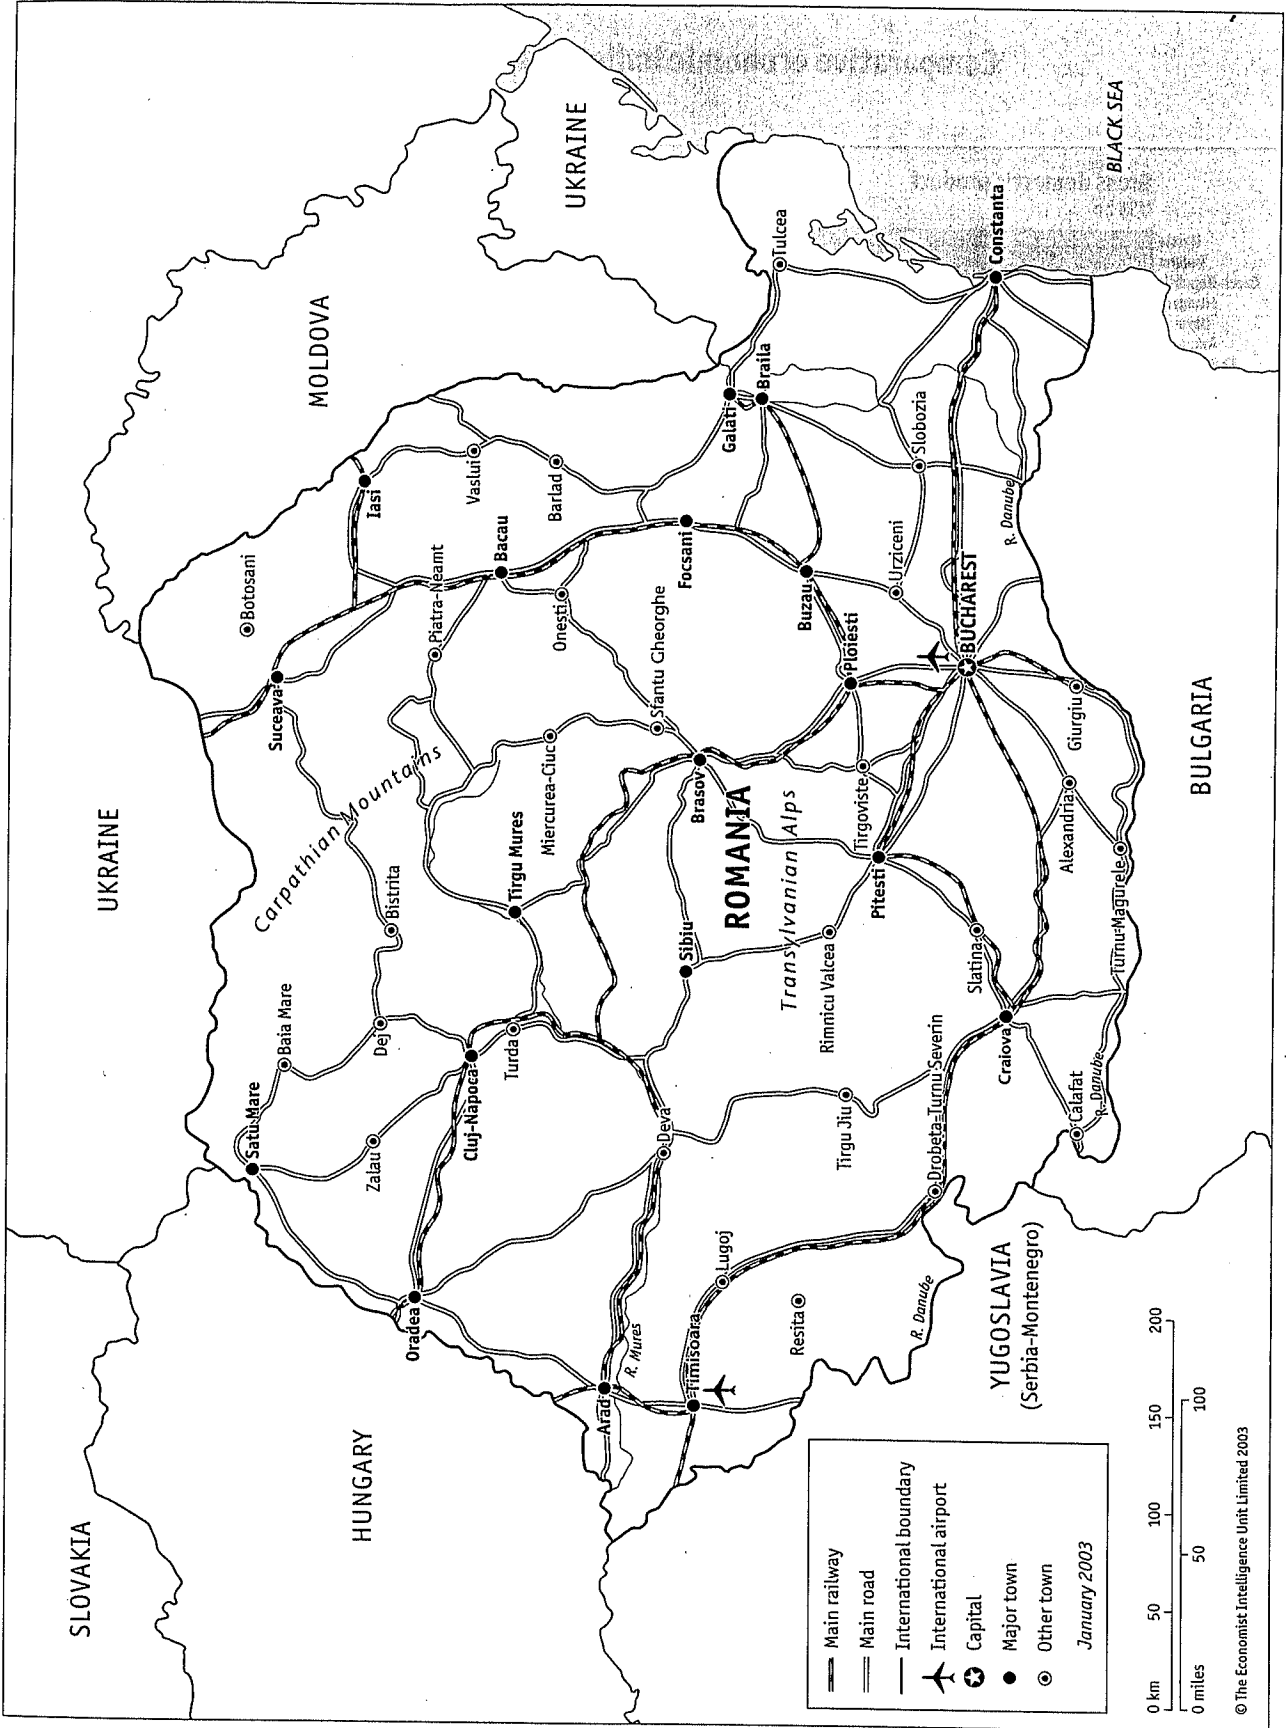 SLOVAKIA
UKRAINE
HUNGARY
MOLDOVA
UKRAINE
Satu Mare
Baia Mare
Suceava
Botosani
Carpathian Mountains
Iasi
Zalau
Dej
Bistrita
Oradea
Cluj-Napoca
Piatra-Neamt
Vaslui
Turda
Tirgu Mures
Bacau
Miercurea-Ciuc
Onesti
Barlad
Arad
R. Mures
Deva
Sibiu
Sfantu Gheorghe
Focsani
Timisoara
Lugoj
Brasov
ROMANIA
Galati
Braila
Tulcea
Resita
Transylvanian Alps
Tirgu Jiu
Rimnicu Valcea
Tirgoviste
Ploiesti
Buzau
Pitesti
Urziceni
Slobozia
R. Danube
Drobeta-Turnu-Severin
Slatina
BUCHAREST
Constanta
YUGOSLAVIA
(Serbia-Montenegro)
Craiova
R. Danube
Calafat
R. Danube
Alexandria
Giurgiu
Turnu-Magurele
BLACK SEA
BULGARIA
Main railway
Main road
International boundary
International airport
Capital
Major town
Other town
January 2003
0 km 50 100 150 200
0 miles 50 100
© The Economist Intelligence Unit Limited 2003